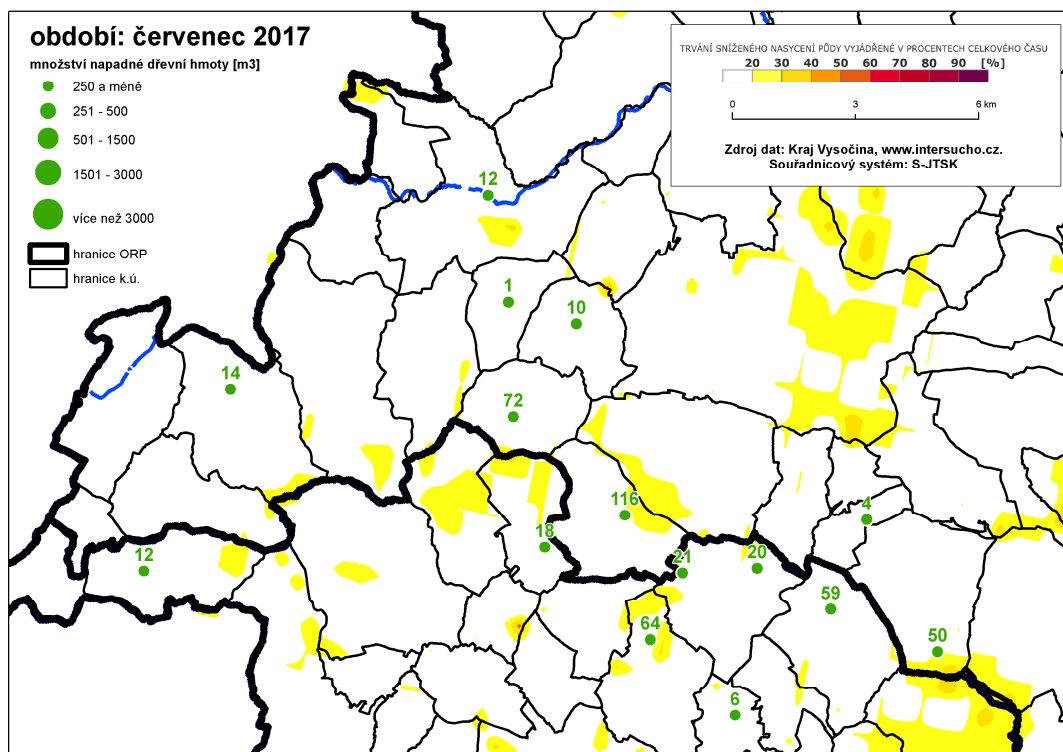 období: červenec 2017
množství napadné dřevní hmoty [m3]
250 a méně
251 - 500
501 - 1500
1501 - 3000
více než 3000
hranicc ORP
hranice k.ú.
TRVÁNÍ SNÍŽENÉHO NASYCENÍ PŮDY VYJÁDŘENÉ V PROCENTECH CELKOVÉHO ČASU
20 30 40 50 60 70 80 90 [%]
0 3 6 km
Zdroj dat: Kraj Vysočina, www.intersucho.cz.
Souřadnicový systém: S-JTSK
12
1
10
14
72
116
4
18
12
21
20
59
64
50
6